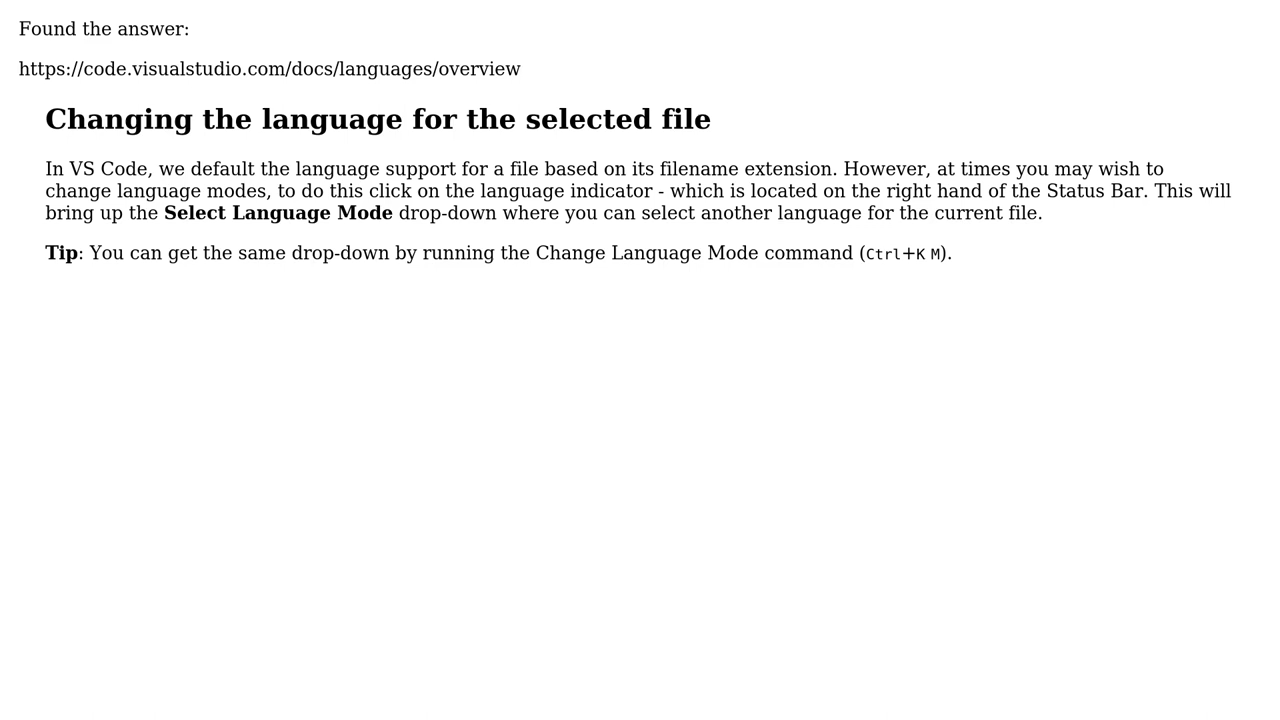 Found the answer:
https://code.visualstudio.com/docs/languages/overview
Changing the language for the selected file
In VS Code, we default the language support for a file based on its filename extension. However, at times you may wish to
change language modes, to do this click on the language indicator - which is located on the right hand of the Status Bar. This will
bring up the Select Language Mode drop-down where you can select another language for the current file.
Tip: You can get the same drop-down by running the Change Language Mode command (Ctrl+K M).